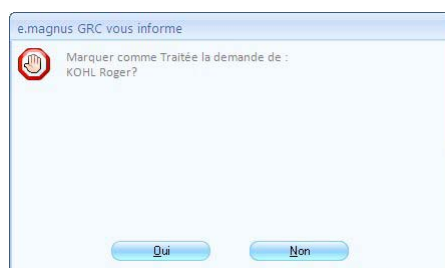 e.magnus GRC vous informe
Marquer comme Traitée la demande de :
KOHL Roger?
Oui
Non